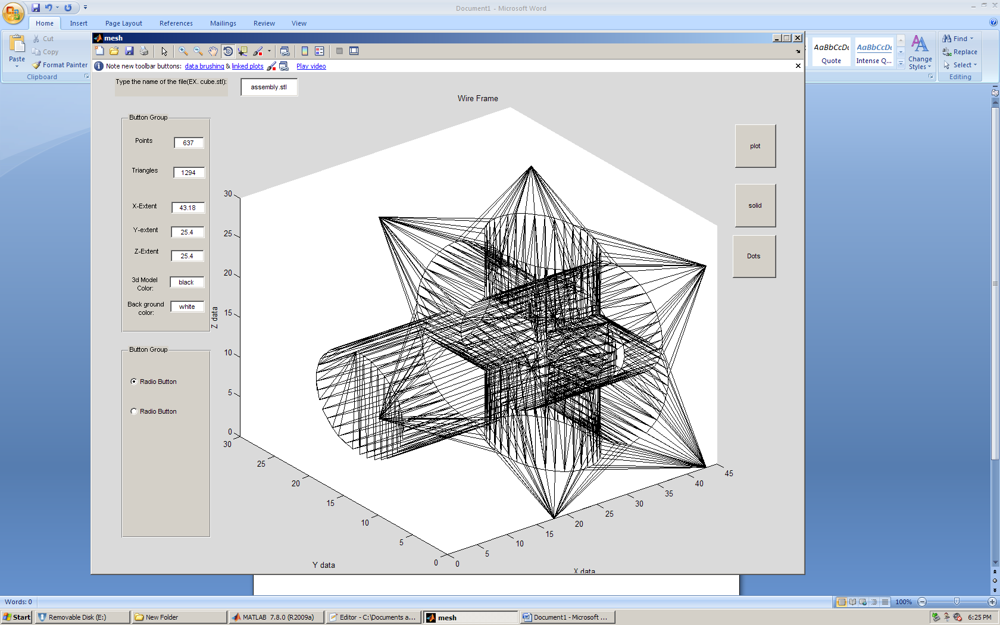 Document1 - Microsoft Word
Home Insert Page Layout References Mailings Review View
Paste
Cut
Copy
Format Painter
Clipboard
AaBbCcDc
Quote
AaBbCcDc
Intense Q...
Change
Styles
Find
Replace
Select
Editing
mesh
Note new toolbar buttons: data brushing & linked plots Play video
Type the name of the file(EX. cube.stl):
assembly.stl
Wire Frame
Button Group
Points 637
Triangles 1294
X-Extent 43.18
Y-extent 25.4
Z-Extent 25.4
3d Model
Color:
black
Back ground
color:
white
Button Group
Radio Button
Radio Button
plot
solid
Dots
Z data
30
25
20
15
10
5
0
30
25
20
15
10
5
0
Y data
0
5
10
15
20
25
30
35
40
45
X data
Words: 0
100%
Start
Removable Disk (E:)
New Folder
MATLAB 7.8.0 (R2009a)
Editor - C:\Documents a...
mesh
Document1 - Microsoft ...
6:25 PM